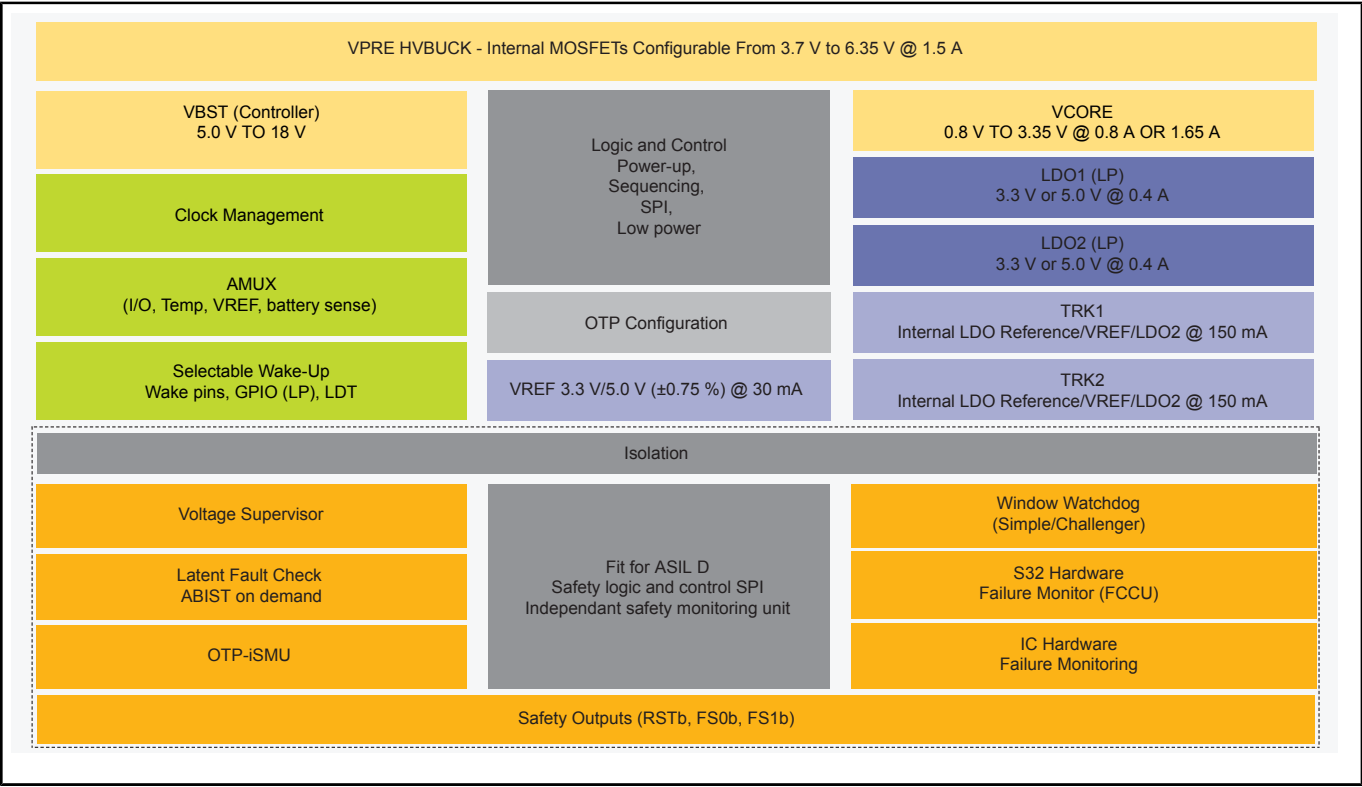 VPRE HVBUCK - Internal MOSFETs Configurable From 3.7 V to 6.35 V @ 1.5 A
VBST (Controller)
5.0 V TO 18 V
Clock Management
AMUX
(I/O, Temp, VREF, battery sense)
Selectable Wake-Up
Wake pins, GPIO (LP), LDT
Logic and Control
Power-up,
Sequencing,
SPI,
Low power
OTP Configuration
VREF 3.3 V/5.0 V (±0.75 %) @ 30 mA
VCORE
0.8 V TO 3.35 V @ 0.8 A OR 1.65 A
LDO1 (LP)
3.3 V or 5.0 V @ 0.4 A
LDO2 (LP)
3.3 V or 5.0 V @ 0.4 A
TRK1
Internal LDO Reference/VREF/LDO2 @ 150 mA
TRK2
Internal LDO Reference/VREF/LDO2 @ 150 mA
Isolation
Voltage Supervisor
Latent Fault Check
ABIST on demand
OTP-iSMU
Fit for ASIL D
Safety logic and control SPI
Independant safety monitoring unit
Window Watchdog
(Simple/Challenger)
S32 Hardware
Failure Monitor (FCCU)
IC Hardware
Failure Monitoring
Safety Outputs (RSTb, FS0b, FS1b)